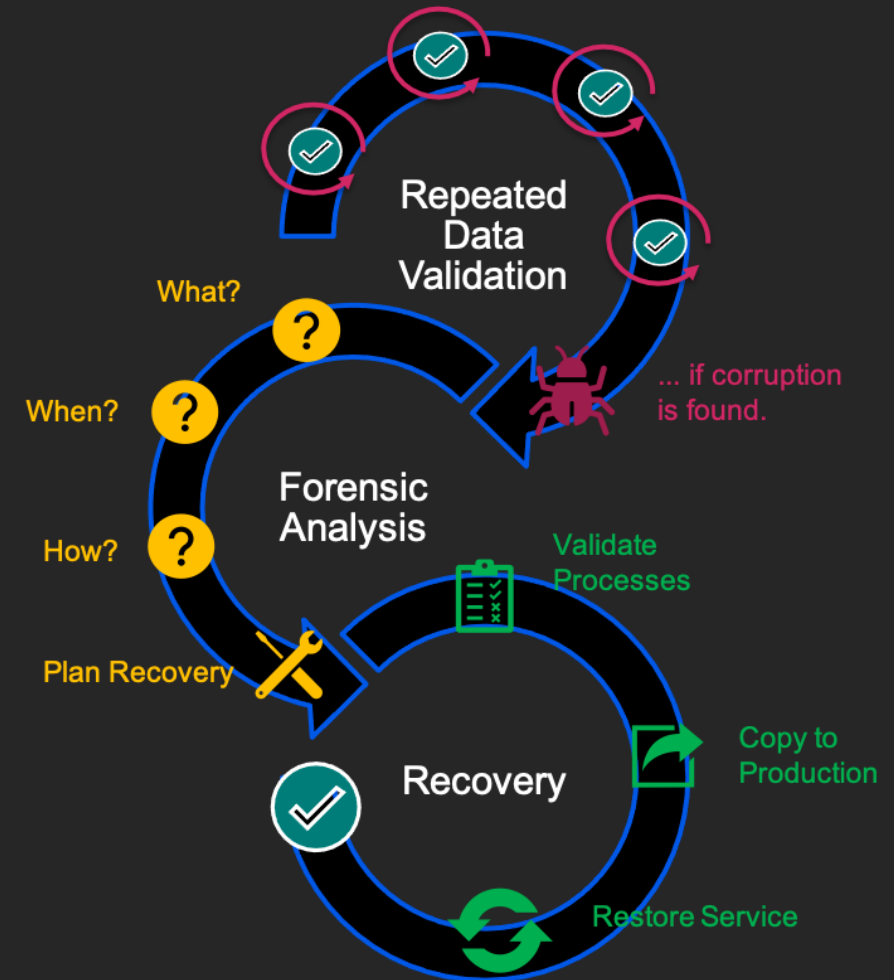 Repeated
Data
Validation
What?
?
... if corruption
is found.
When?
?
Forensic
Analysis
How?
?
Validate
Processes
Plan Recovery
Copy to
Production
Recovery
Restore Service